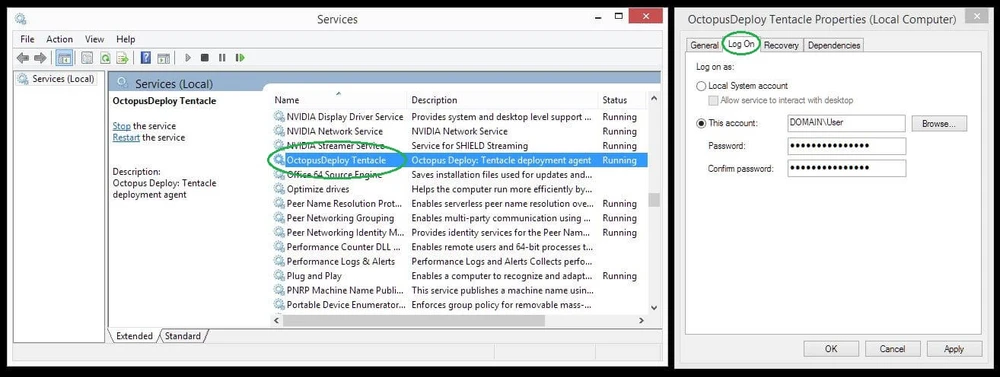 Services
File Action View Help
Services (Local)
Services (Local)
OctopusDeploy Tentacle
Stop the service
Restart the service
Description:
Octopus Deploy: Tentacle
deployment agent
Name Description Status
NVIDIA Display Driver Service Provides system and desktop level support ... Running
NVIDIA Network Service NVIDIA Network Service Running
NVIDIA Streamer Service Service for SHIELD Streaming Running
OctopusDeploy Tentacle Octopus Deploy: Tentacle deployment agent Running
Office 64 Source Engine Saves installation files used for updates and...
Optimize drives Helps the computer run more efficiently by...
Peer Name Resolution Prot... Enables serverless peer name resolution ove... Running
Peer Networking Grouping Enables multi-party communication using ... Running
Peer Networking Identity M... Provides identity services for the Peer Nam... Running
Performance Counter DLL ... Enables remote users and 64-bit processes t...
Performance Logs & Alerts Performance Logs and Alerts Collects perfo...
Plug and Play Enables a computer to recognize and adapt... Running
PNRP Machine Name Publi... This service publishes a machine name usin...
Portable Device Enumerator... Enforces group policy for removable mass-...
Extended Standard
OctopusDeploy Tentacle Properties (Local Computer)
General Log On Recovery Dependencies
Log on as:
Local System account
Allow service to interact with desktop
This account: DOMAIN\User Browse...
Password: •••••••••••••••
Confirm password: •••••••••••••••
OK Cancel Apply